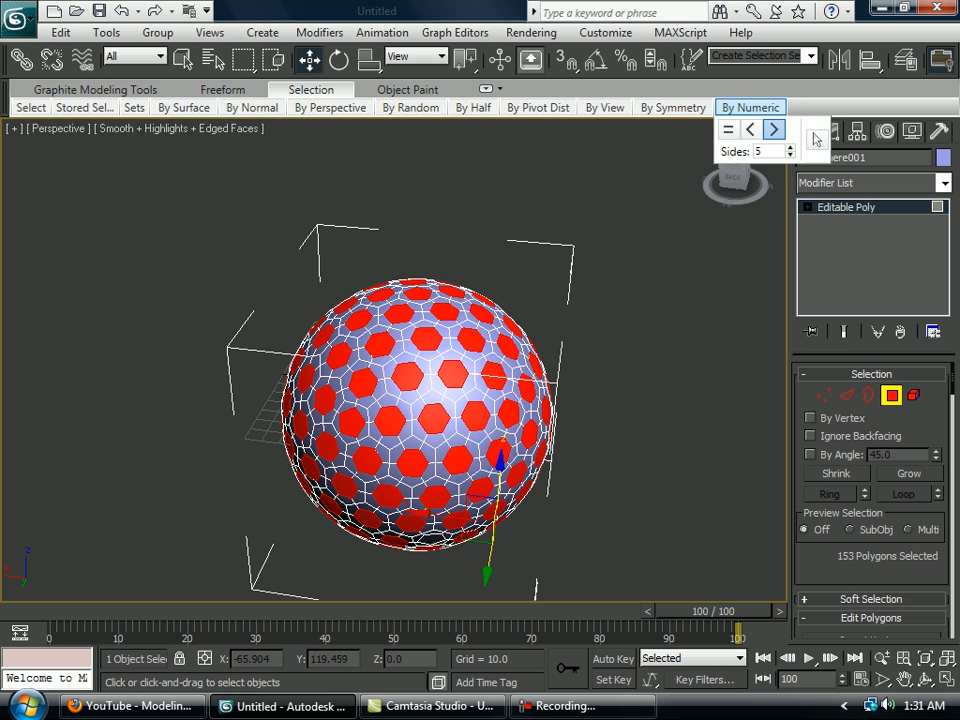 Untitled
Type a keyword or phrase
Edit Tools Group Views Create Modifiers Animation Graph Editors Rendering Customize MAXScript Help
All View Create Selection Se
Graphite Modeling Tools Freeform Selection Object Paint
Select Stored Sel... Sets By Surface By Normal By Perspective By Random By Half By Pivot Dist By View By Symmetry By Numeric
[ + ] [ Perspective ] [ Smooth + Highlights + Edged Faces ]
= < >
Sides: 5
BACK
ere001
Modifier List
Editable Poly
- Selection
By Vertex
Ignore Backfacing
By Angle: 45.0
Shrink Grow
Ring Loop
Preview Selection
Off SubObj Multi
153 Polygons Selected
+ Soft Selection
- Edit Polygons
z
< 100 / 100 >
0 10 20 30 40 50 60 70 80 90 100
1 Object Sele X: -65.904 Y: 119.459 Z: 0.0 Grid = 10.0 Auto Key Selected
Welcome to M Click or click-and-drag to select objects Add Time Tag Set Key Key Filters... 100
YouTube - Modelin... Untitled - Autodesk ... Camtasia Studio - U... Recording... 1:31 AM